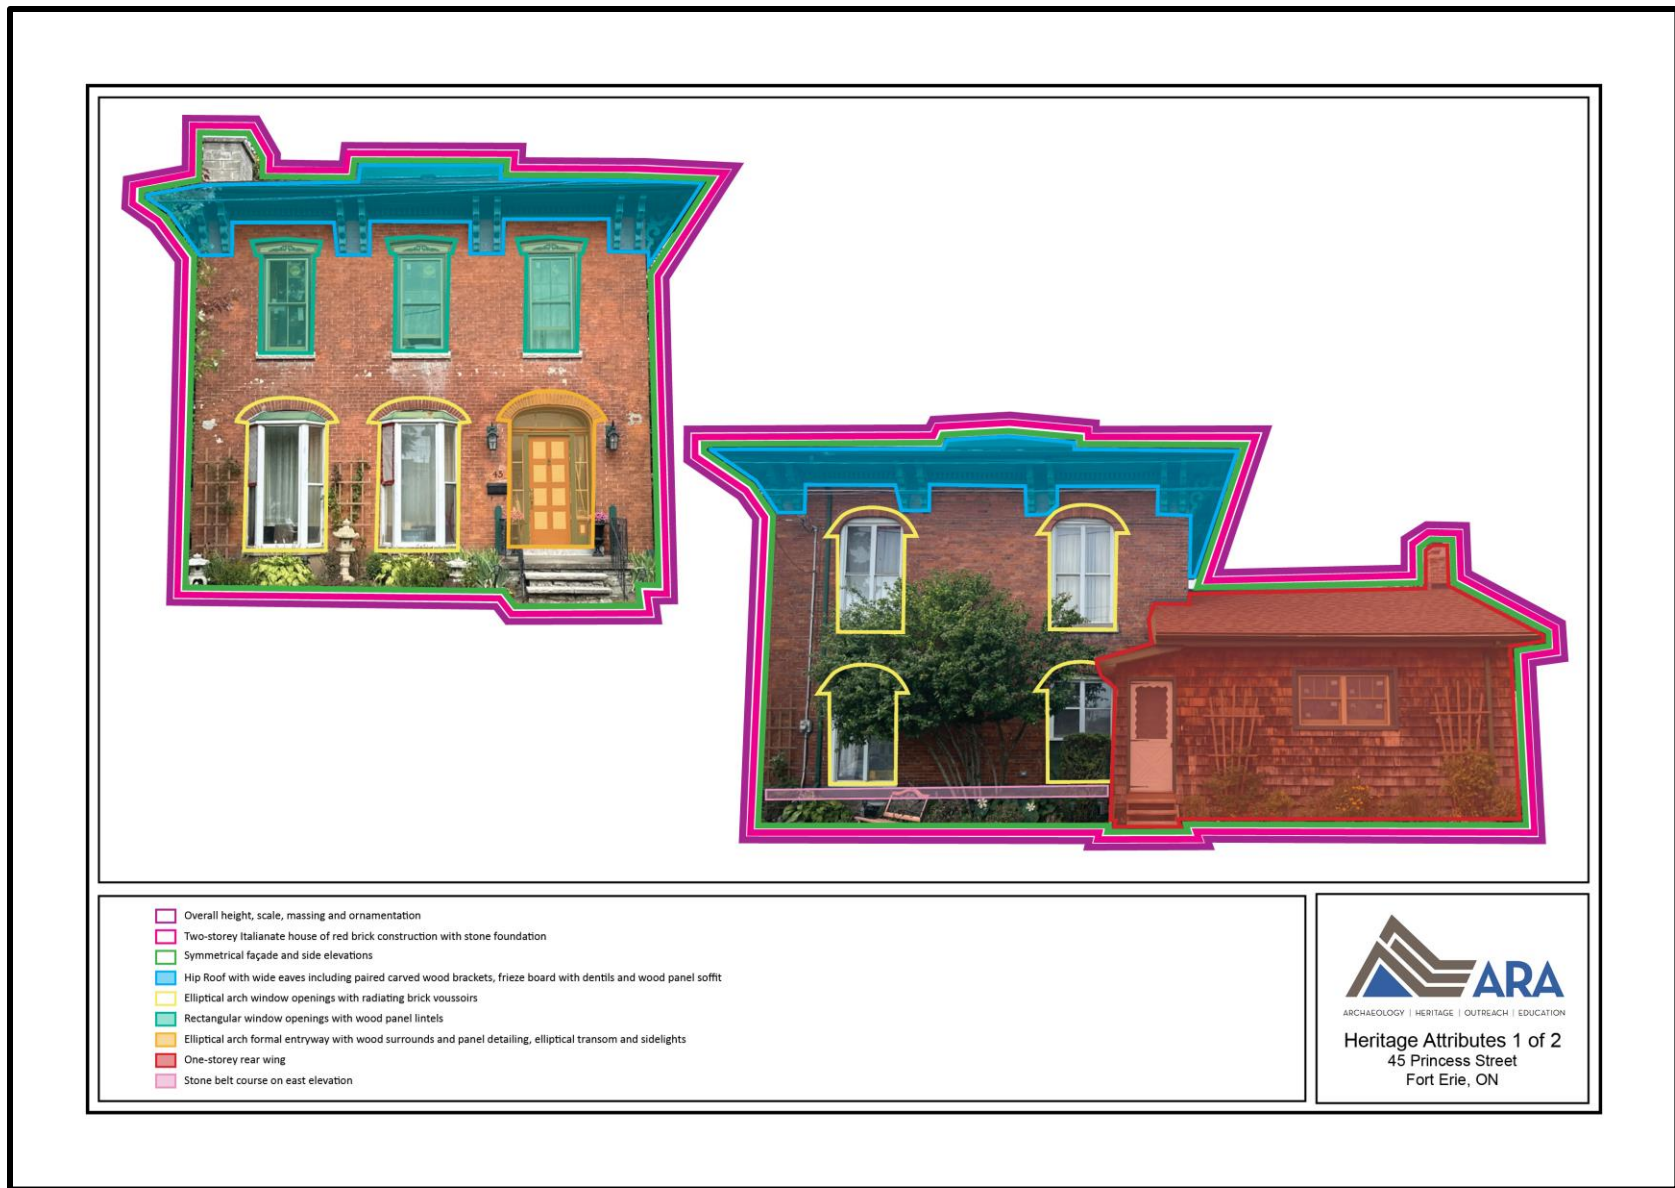 45
Overall height, scale, massing and ornamentation
Two-storey Italianate house of red brick construction with stone foundation
Symmetrical façade and side elevations
Hip Roof with wide eaves including paired carved wood brackets, frieze board with dentils and wood panel soffit
Elliptical arch window openings with radiating brick voussoirs
Rectangular window openings with wood panel lintels
Elliptical arch formal entryway with wood surrounds and panel detailing, elliptical transom and sidelights
One-storey rear wing
Stone belt course on east elevation
ARA
ARCHAEOLOGY | HERITAGE | OUTREACH | EDUCATION
Heritage Attributes 1 of 2
45 Princess Street
Fort Erie, ON